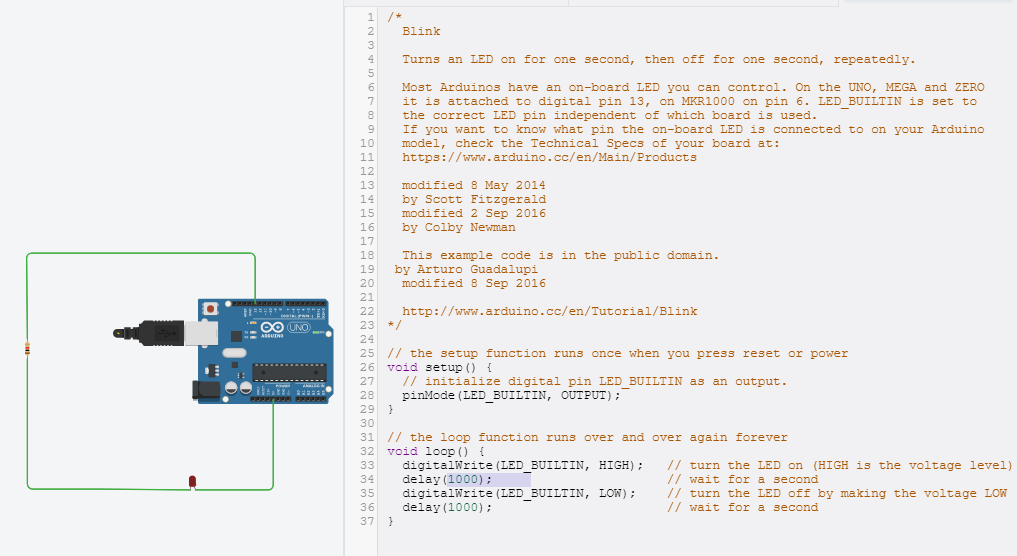 1 /*
2 Blink
3
4 Turns an LED on for one second, then off for one second, repeatedly.
5
6 Most Arduinos have an on-board LED you can control. On the UNO, MEGA and ZERO
7 it is attached to digital pin 13, on MKR1000 on pin 6. LED_BUILTIN is set to
8 the correct LED pin independent of which board is used.
9 If you want to know what pin the on-board LED is connected to on your Arduino
10 model, check the Technical Specs of your board at:
11 https://www.arduino.cc/en/Main/Products
12
13 modified 8 May 2014
14 by Scott Fitzgerald
15 modified 2 Sep 2016
16 by Colby Newman
17
18 This example code is in the public domain.
19 by Arturo Guadalupi
20 modified 8 Sep 2016
21
22 http://www.arduino.cc/en/Tutorial/Blink
23 */
24
25 // the setup function runs once when you press reset or power
26 void setup() {
27 // initialize digital pin LED_BUILTIN as an output.
28 pinMode(LED_BUILTIN, OUTPUT);
29 }
30
31 // the loop function runs over and over again forever
32 void loop() {
33 digitalWrite(LED_BUILTIN, HIGH); // turn the LED on (HIGH is the voltage level)
34 delay(1000); // wait for a second
35 digitalWrite(LED_BUILTIN, LOW); // turn the LED off by making the voltage LOW
36 delay(1000); // wait for a second
37 }
DIGITAL (PWM~)
UNO
ARDUINO
POWER
ANALOG IN